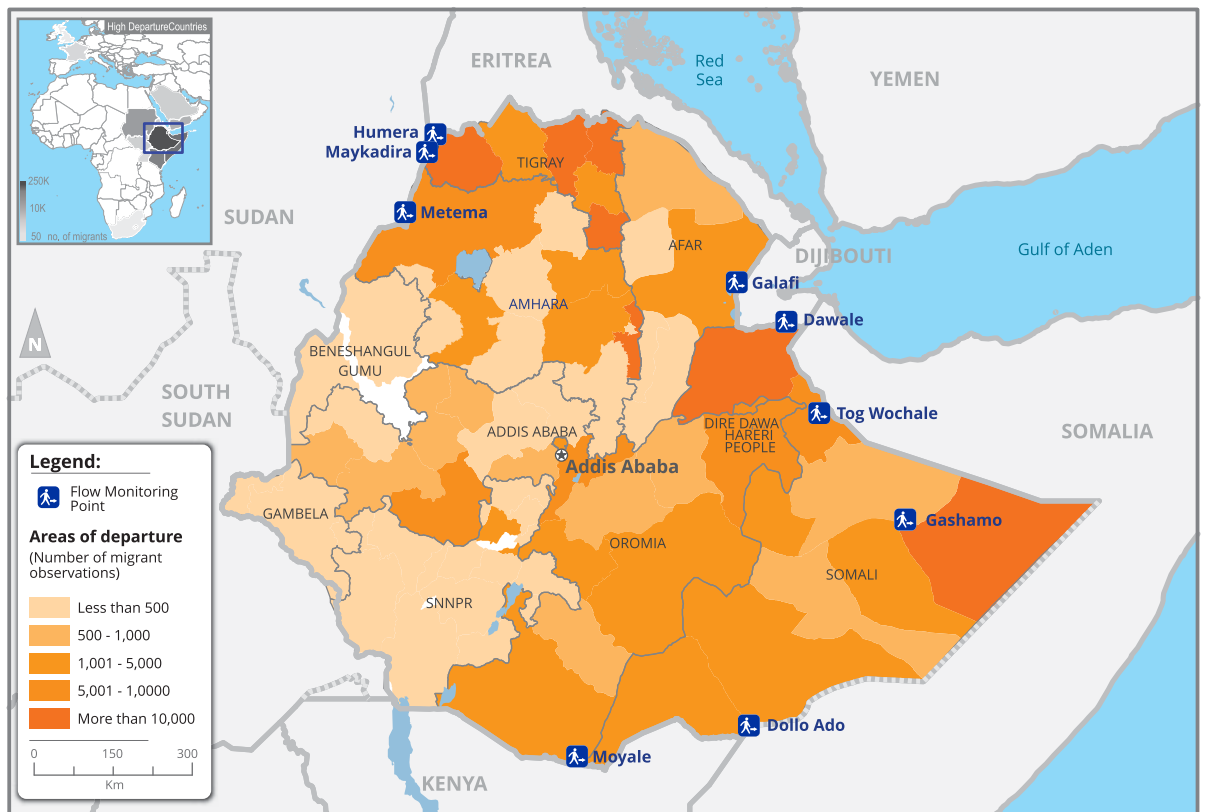 High DepartureCountries
250K
10K
50 no, of migrants
ERITREA
Red
Sea
YEMEN
Humera
Maykadira
TIGRAY
Metema
SUDAN
AFAR
DJIBOUTI
Gulf of Aden
Galafi
AMHARA
Dawale
N
BENESHANGUL
GUMU
SOUTH
SUDAN
Tog Wochale
DIRE DAWA
HARERI
PEOPLE
ADDIS ABABA
SOMALIA
Addis Ababa
GAMBELA
Gashamo
OROMIA
SOMALI
SNNPR
Dollo Ado
Moyale
KENYA
Legend:
Flow Monitoring
Point
Areas of departure
(Number of migrant
observations)
Less than 500
500 - 1,000
1,001 - 5,000
5,001 - 1,0000
More than 10,000
0 150 300
Km